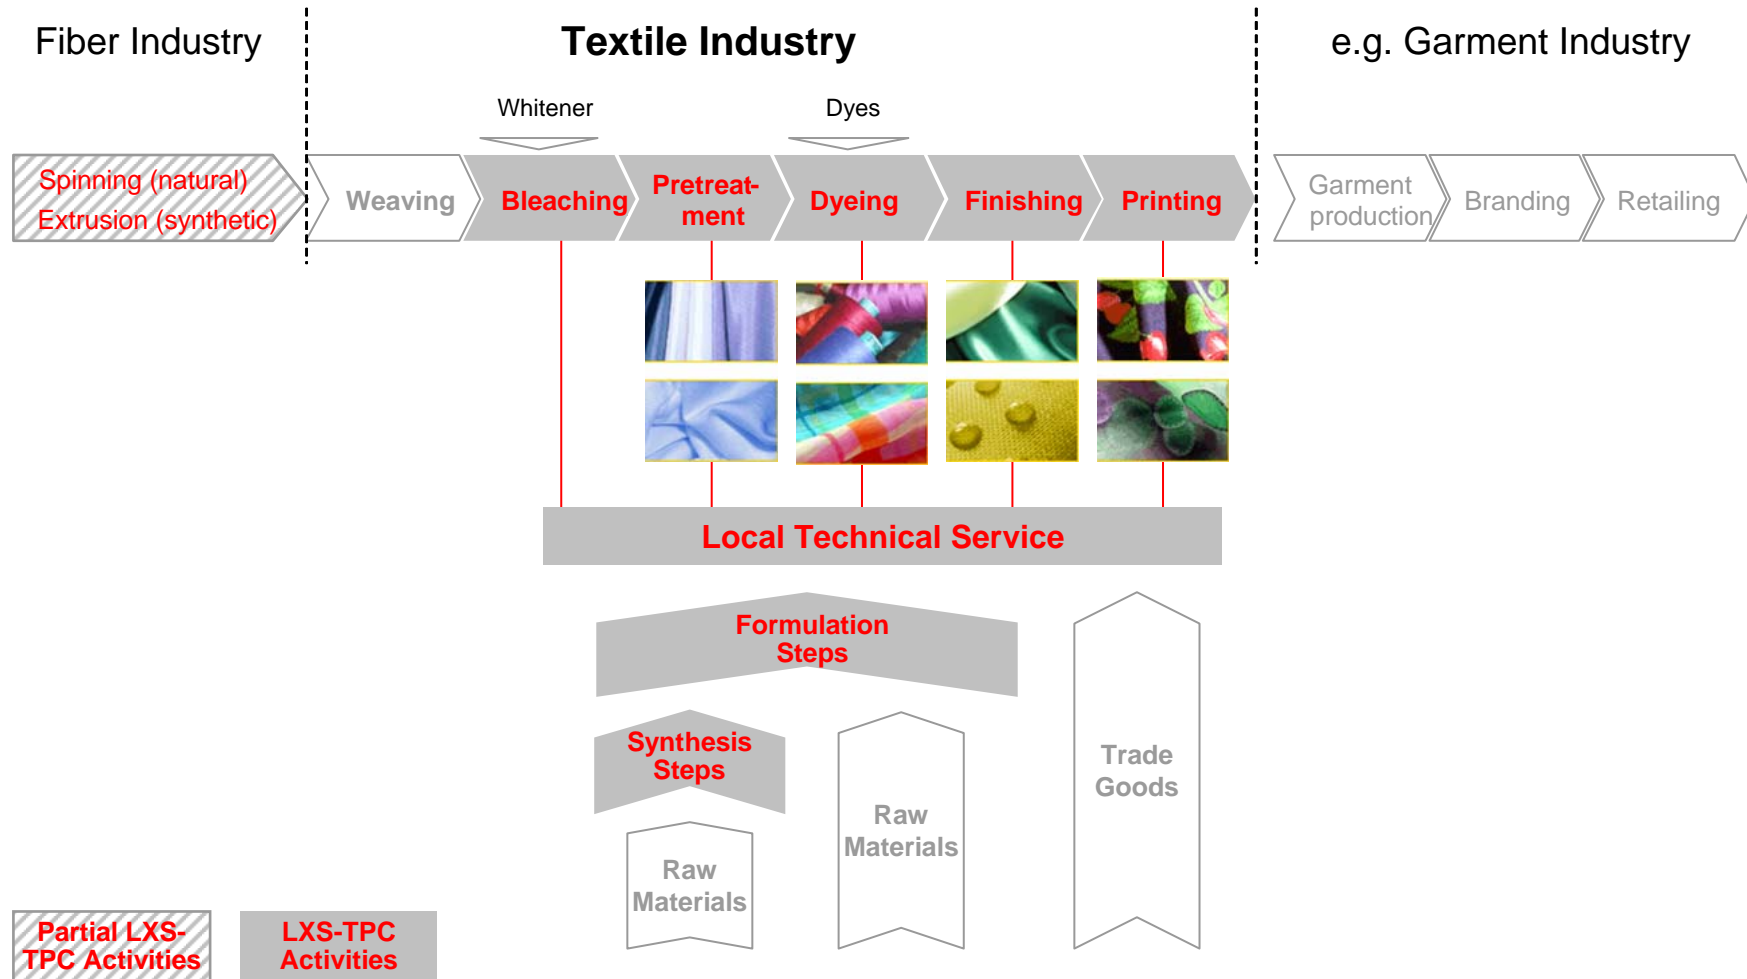 Fiber Industry
Textile Industry
e.g. Garment Industry
Whitener
Dyes
Spinning (natural)
Extrusion (synthetic)
Weaving
Bleaching
Pretreat-
ment
Dyeing
Finishing
Printing
Garment
production
Branding
Retailing
Local Technical Service
Formulation
Steps
Synthesis
Steps
Raw
Materials
Raw
Materials
Trade
Goods
Partial LXS-
TPC Activities
LXS-TPC
Activities